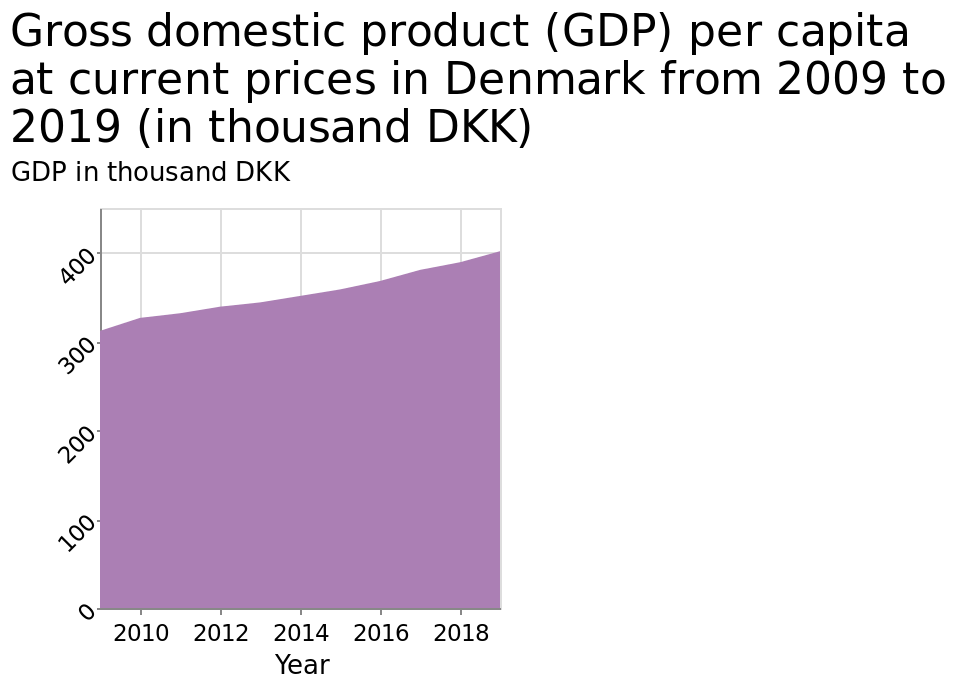 Gross domestic product (GDP) per capita
at current prices in Denmark from 2009 to
2019 (in thousand DKK)
GDP in thousand DKK
400
300
200
100
0
2010 2012 2014 2016 2018
Year